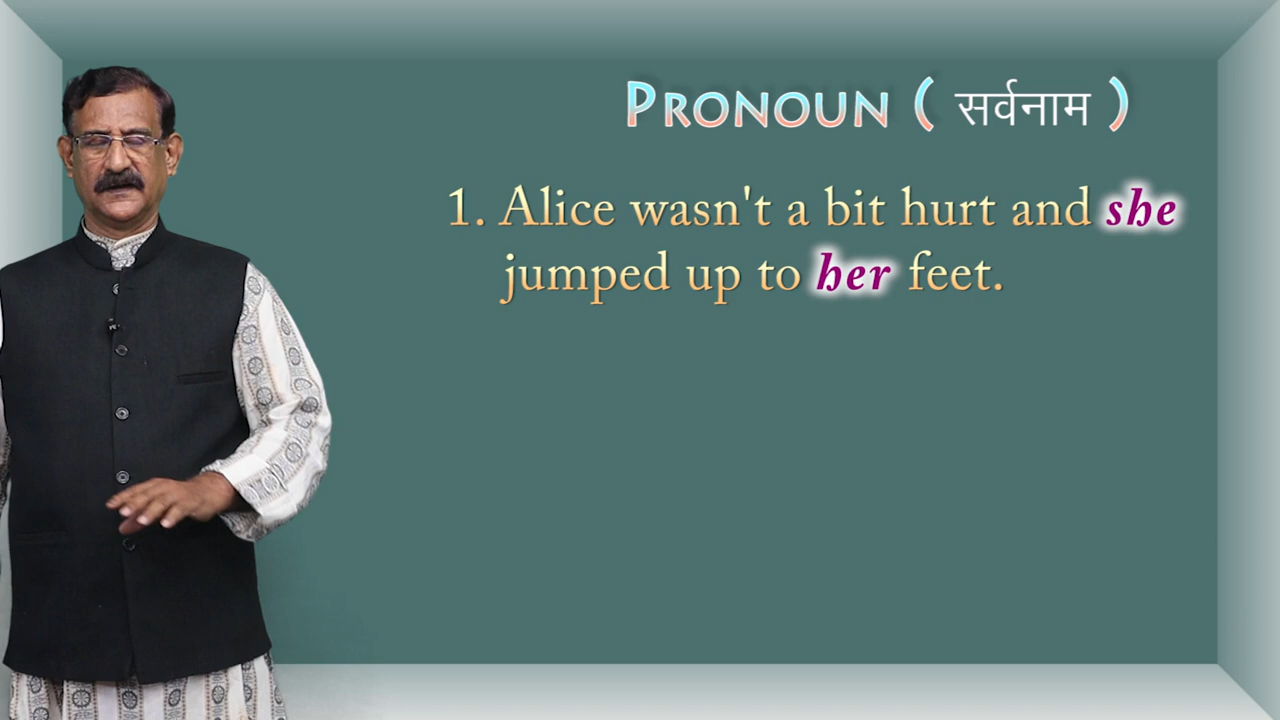 PRONOUN ( सर्वनाम )
1. Alice wasn't a bit hurt and she
jumped up to her feet.